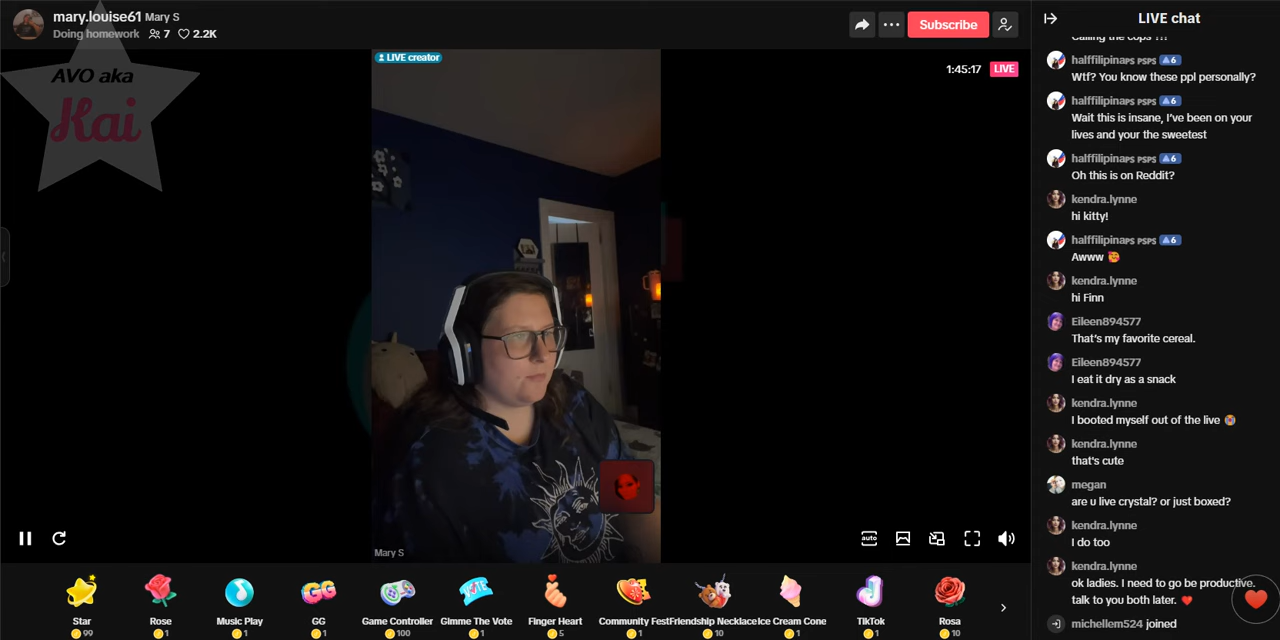 mary.louise61 Mary S
Doing homework 7 2.2K
Subscribe
AVO aka
Kai
LIVE creator
1:45:17 LIVE
Mary S
auto
Star
99
Rose
1
Music Play
1
GG
1
Game Controller
100
VOTE
Gimme The Vote
1
Finger Heart
5
Community Fest
1
Friendship Necklace
10
Ice Cream Cone
1
TikTok
1
Rosa
10
LIVE chat
Calling the cops ???
halffilipinaPS PSPS 6
Wtf? You know these ppl personally?
halffilipinaPS PSPS 6
Wait this is insane, I've been on your
lives and your the sweetest
halffilipinaPS PSPS 6
Oh this is on Reddit?
kendra.lynne
hi kitty!
halffilipinaPS PSPS 6
Awww 🥰
kendra.lynne
hi Finn
Eileen894577
That's my favorite cereal.
Eileen894577
I eat it dry as a snack
kendra.lynne
I booted myself out of the live
kendra.lynne
that's cute
megan
are u live crystal? or just boxed?
kendra.lynne
I do too
kendra.lynne
ok ladies. I need to go be productive.
talk to you both later. ❤️
michellem524 joined